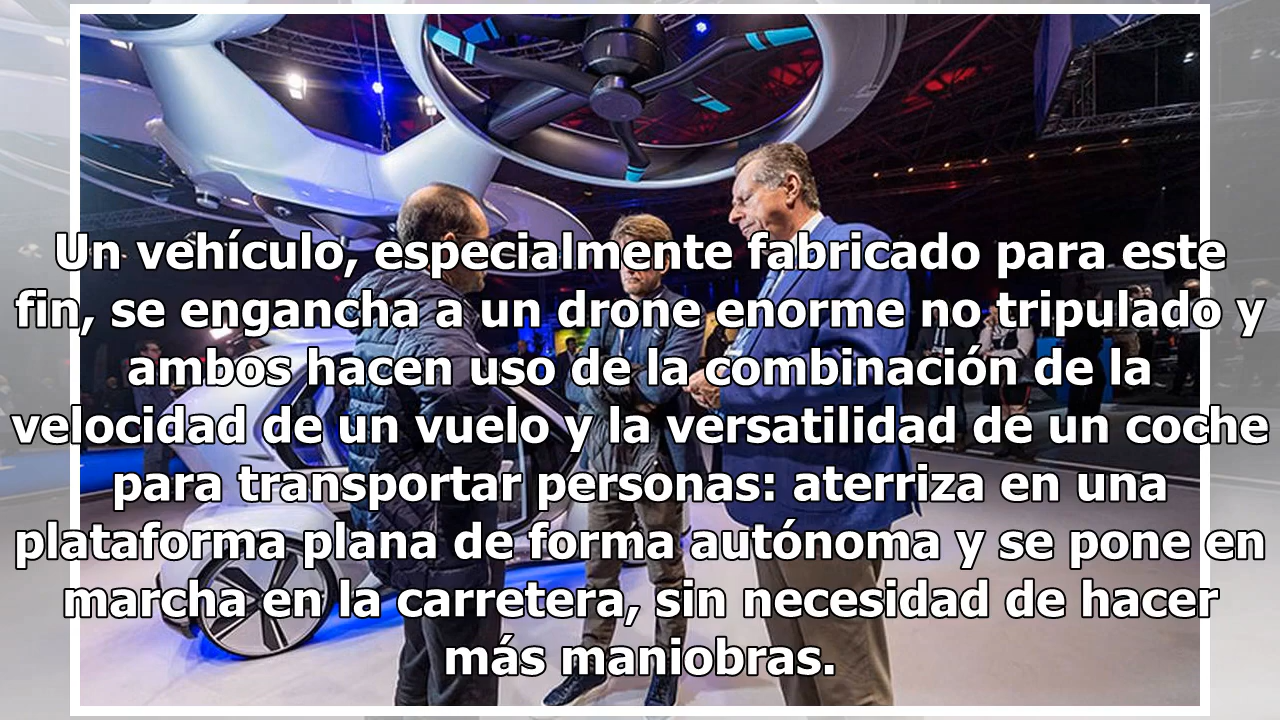 Un vehículo, especialmente fabricado para este
fin, se engancha a un drone enorme no tripulado y
ambos hacen uso de la combinación de la
velocidad de un vuelo y la versatilidad de un coche
para transportar personas: aterriza en una
plataforma plana de forma autónoma y se pone en
marcha en la carretera, sin necesidad de hacer
más maniobras.